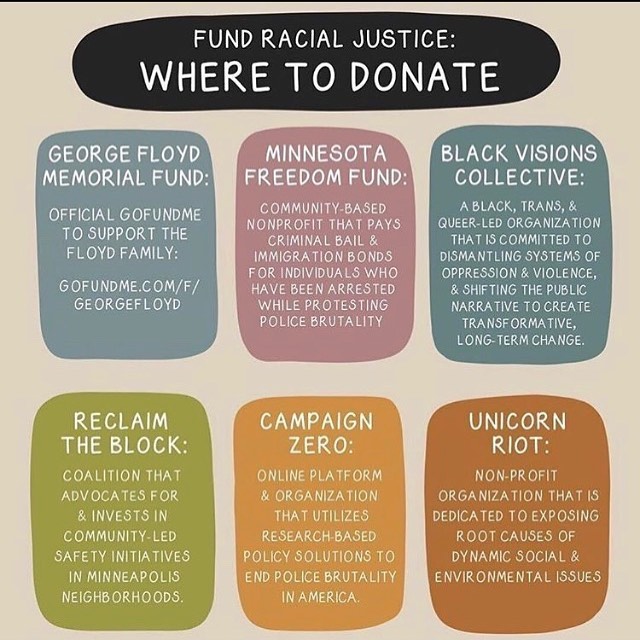 FUND RACIAL JUSTICE:
WHERE TO DONATE
GEORGE FLOYD
MEMORIAL FUND:
OFFICIAL GOFUNDME
TO SUPPORT THE
FLOYD FAMILY:
GOFUNDME.COM/F/
GEORGEFLOYD
MINNESOTA
FREEDOM FUND:
COMMUNITY-BASED
NONPROFIT THAT PAYS
CRIMINAL BAIL &
IMMIGRATION BONDS
FOR INDIVIDUALS WHO
HAVE BEEN ARRESTED
WHILE PROTESTING
POLICE BRUTALITY
BLACK VISIONS
COLLECTIVE:
A BLACK, TRANS, &
QUEER-LED ORGANIZATION
THAT IS COMMITTED TO
DISMANTLING SYSTEMS OF
OPPRESSION & VIOLENCE,
& SHIFTING THE PUBLIC
NARRATIVE TO CREATE
TRANSFORMATIVE,
LONG-TERM CHANGE.
RECLAIM
THE BLOCK:
COALITION THAT
ADVOCATES FOR
& INVESTS IN
COMMUNITY-LED
SAFETY INITIATIVES
IN MINNEAPOLIS
NEIGHBORHOODS.
CAMPAIGN
ZERO:
ONLINE PLATFORM
& ORGANIZATION
THAT UTILIZES
RESEARCH-BASED
POLICY SOLUTIONS TO
END POLICE BRUTALITY
IN AMERICA.
UNICORN
RIOT:
NON-PROFIT
ORGANIZATION THAT IS
DEDICATED TO EXPOSING
ROOT CAUSES OF
DYNAMIC SOCIAL &
ENVIRONMENTAL ISSUES